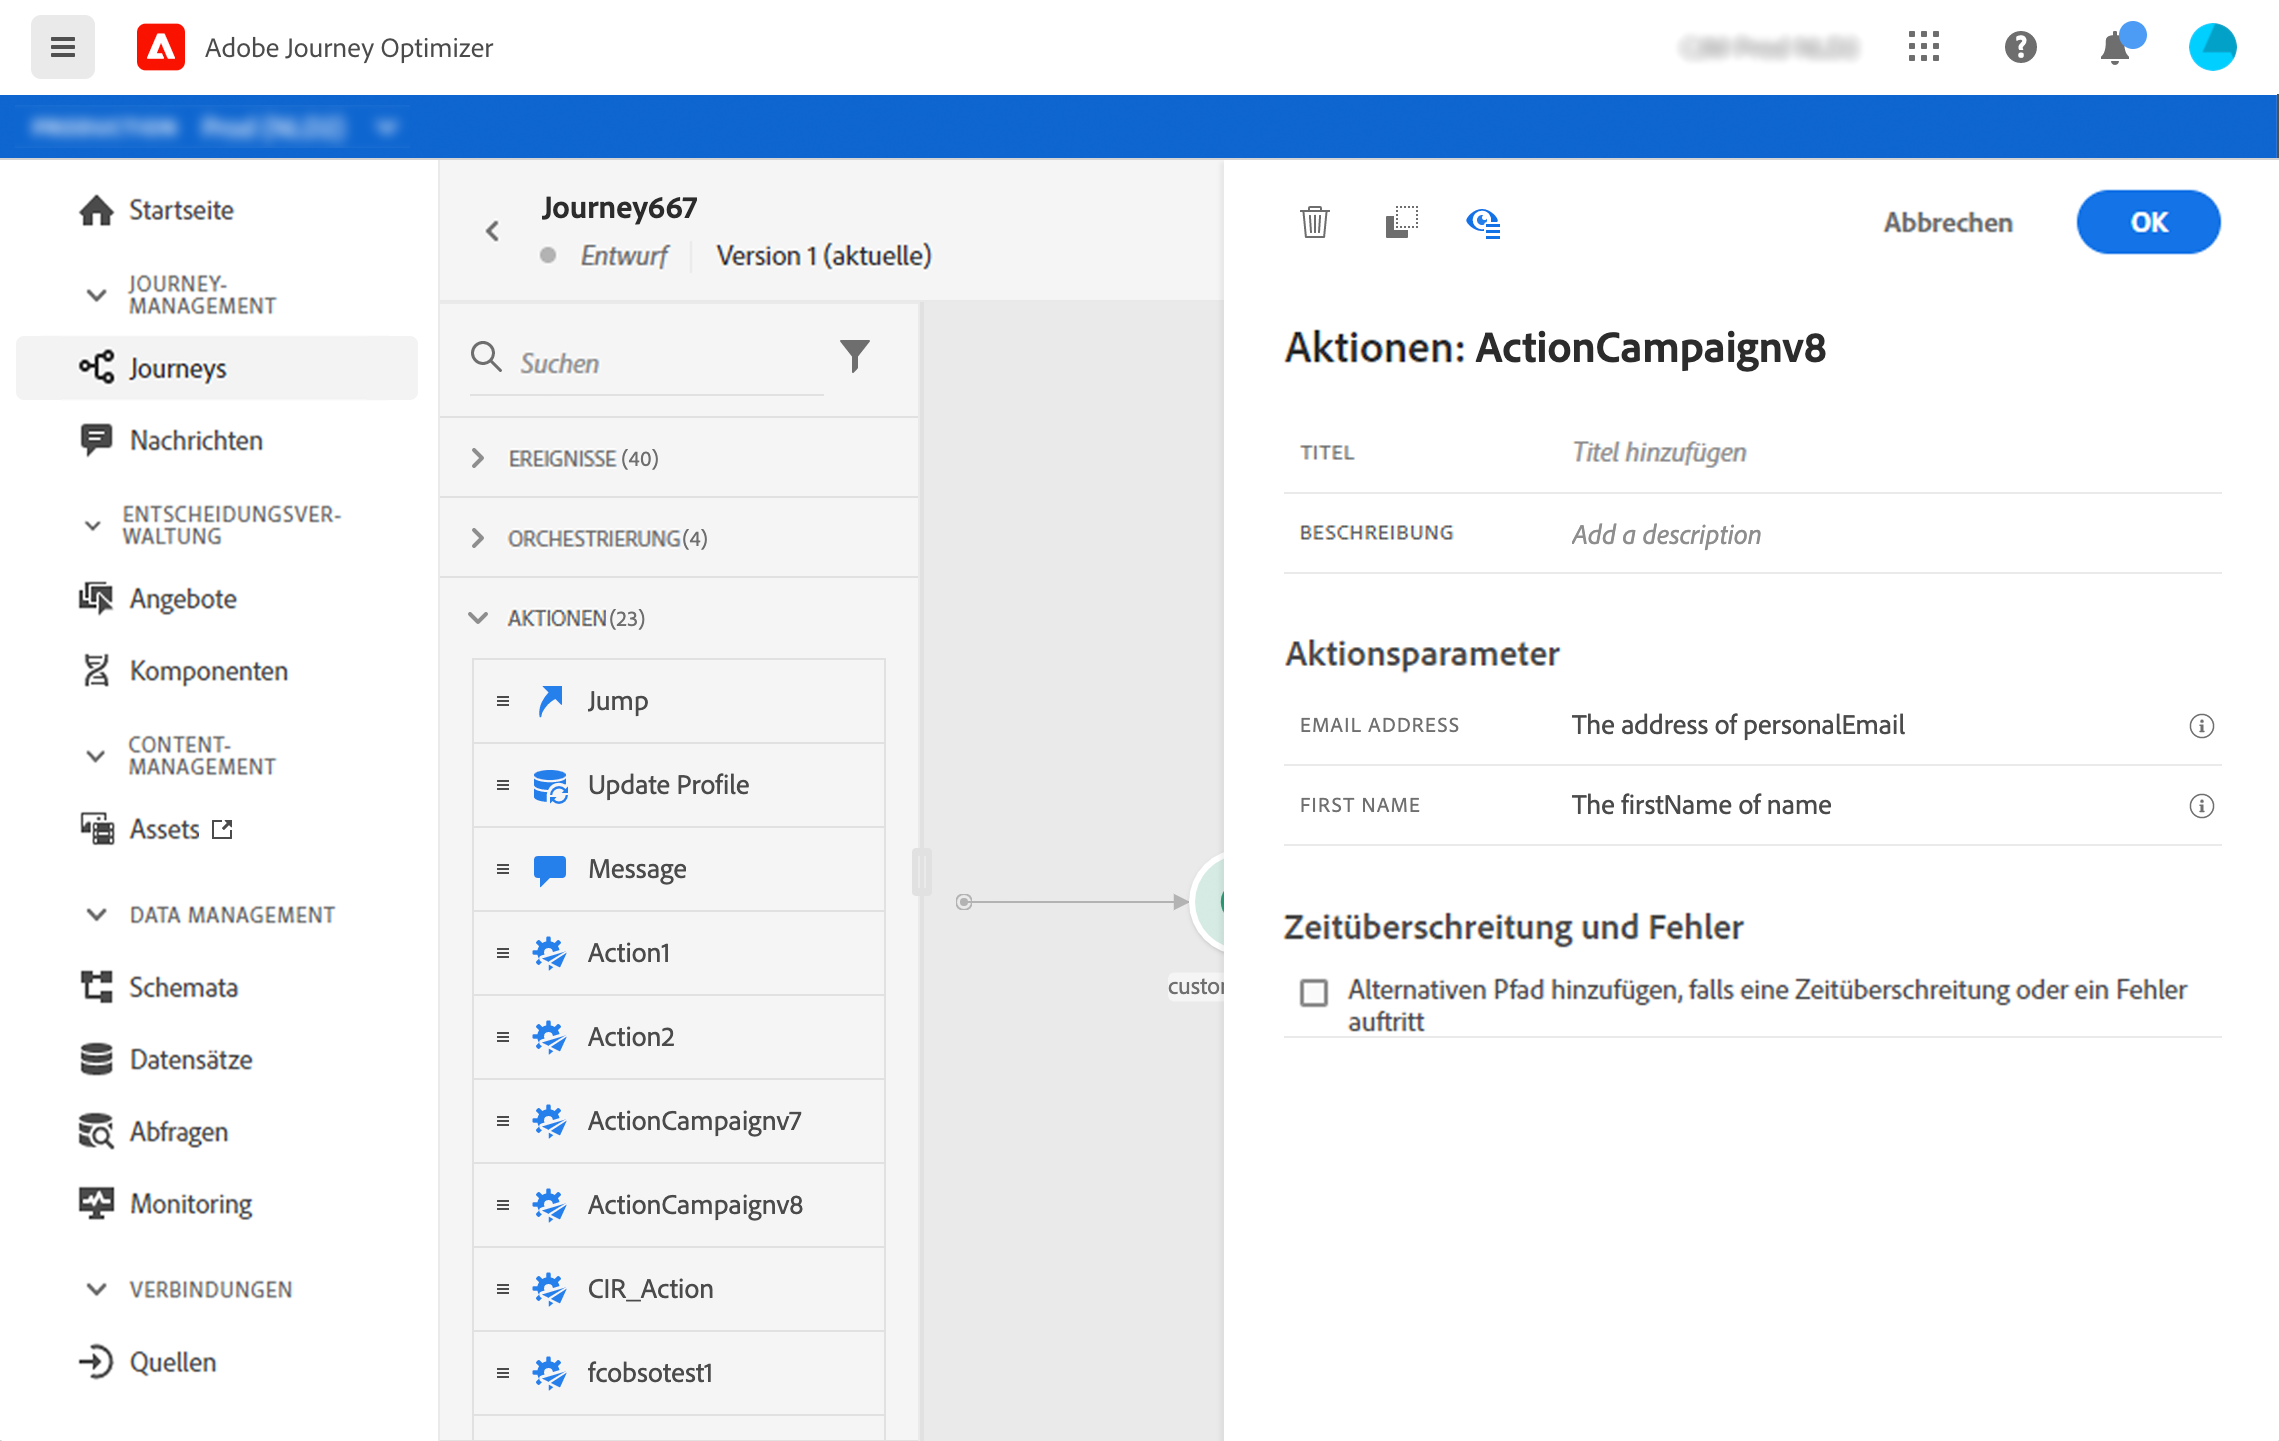 Adobe Journey Optimizer
Startseite
JOURNEY-
MANAGEMENT
Journeys
Nachrichten
ENTSCHEIDUNGSVER-
WALTUNG
Angebote
Komponenten
CONTENT-
MANAGEMENT
Assets
DATA MANAGEMENT
Schemata
Datensätze
Abfragen
Monitoring
VERBINDUNGEN
Quellen
Journey667
Entwurf
Version 1 (aktuelle)
Suchen
EREIGNISSE (40)
ORCHESTRIERUNG (4)
AKTIONEN (23)
Jump
Update Profile
Message
Action1
Action2
ActionCampaignv7
ActionCampaignv8
CIR_Action
fcobsotest1
Abbrechen
OK
Aktionen: ActionCampaignv8
TITEL
Titel hinzufügen
BESCHREIBUNG
Add a description
Aktionsparameter
EMAIL ADDRESS
The address of personalEmail
FIRST NAME
The firstName of name
Zeitüberschreitung und Fehler
Alternativen Pfad hinzufügen, falls eine Zeitüberschreitung oder ein Fehler
auftritt